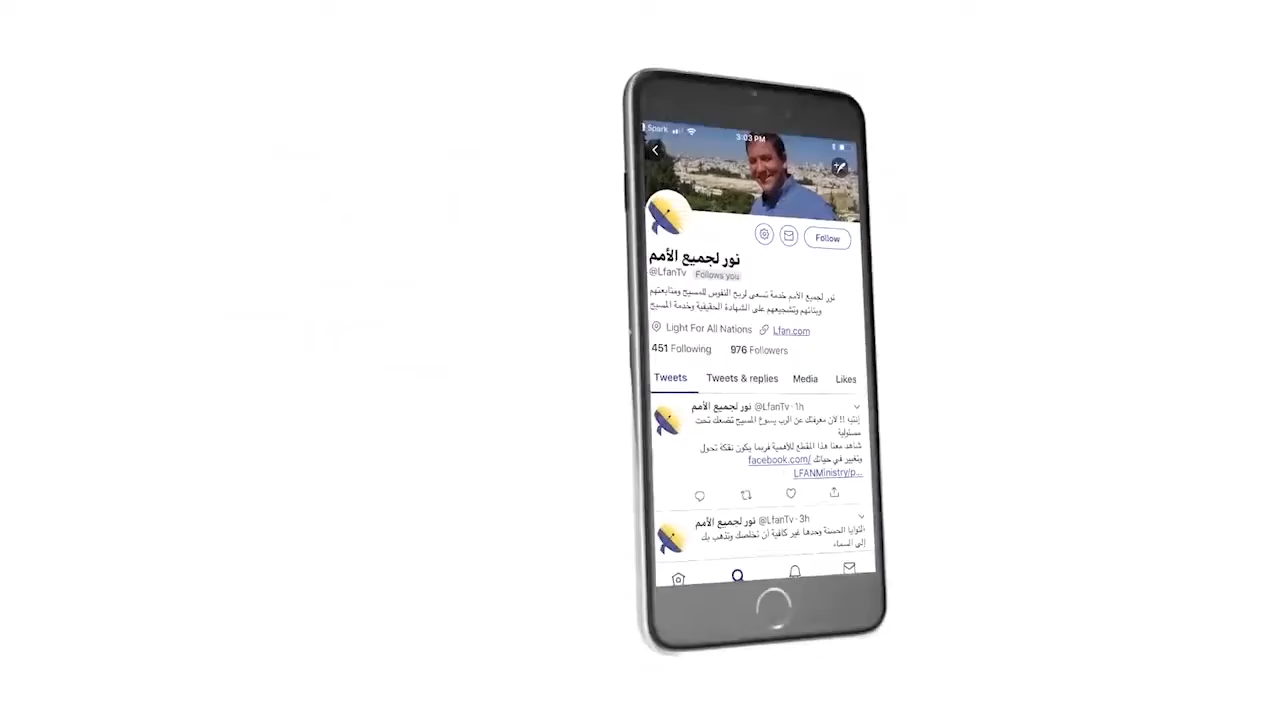 Spark
3:03 PM
Follow
نور لجميع الأمم
@LfanTv Follows you
نور لجميع الأمم خدمة تسعى لربح النفوس للمسيح ومتابعتهم
وبنائهم وتشجيعهم على الشهادة الحقيقية وخدمة المسيح
Light For All Nations Lfan.com
451 Following 976 Followers
Tweets Tweets & replies Media Likes
نور لجميع الأمم @LfanTv · 1h
إنتبه !! لأن معرفتك عن الرب يسوع المسيح تضعك تحت
مسئولية
شاهد معنا هذا المقطع للأهمية فربما يكون نقطة تحول
وتغيير في حياتك facebook.com/
LFANMinistry/p...
نور لجميع الأمم @LfanTv · 3h
النوايا الحسنة وحدها غير كافية أن تخلصك وتذهب بك
إلى السماء